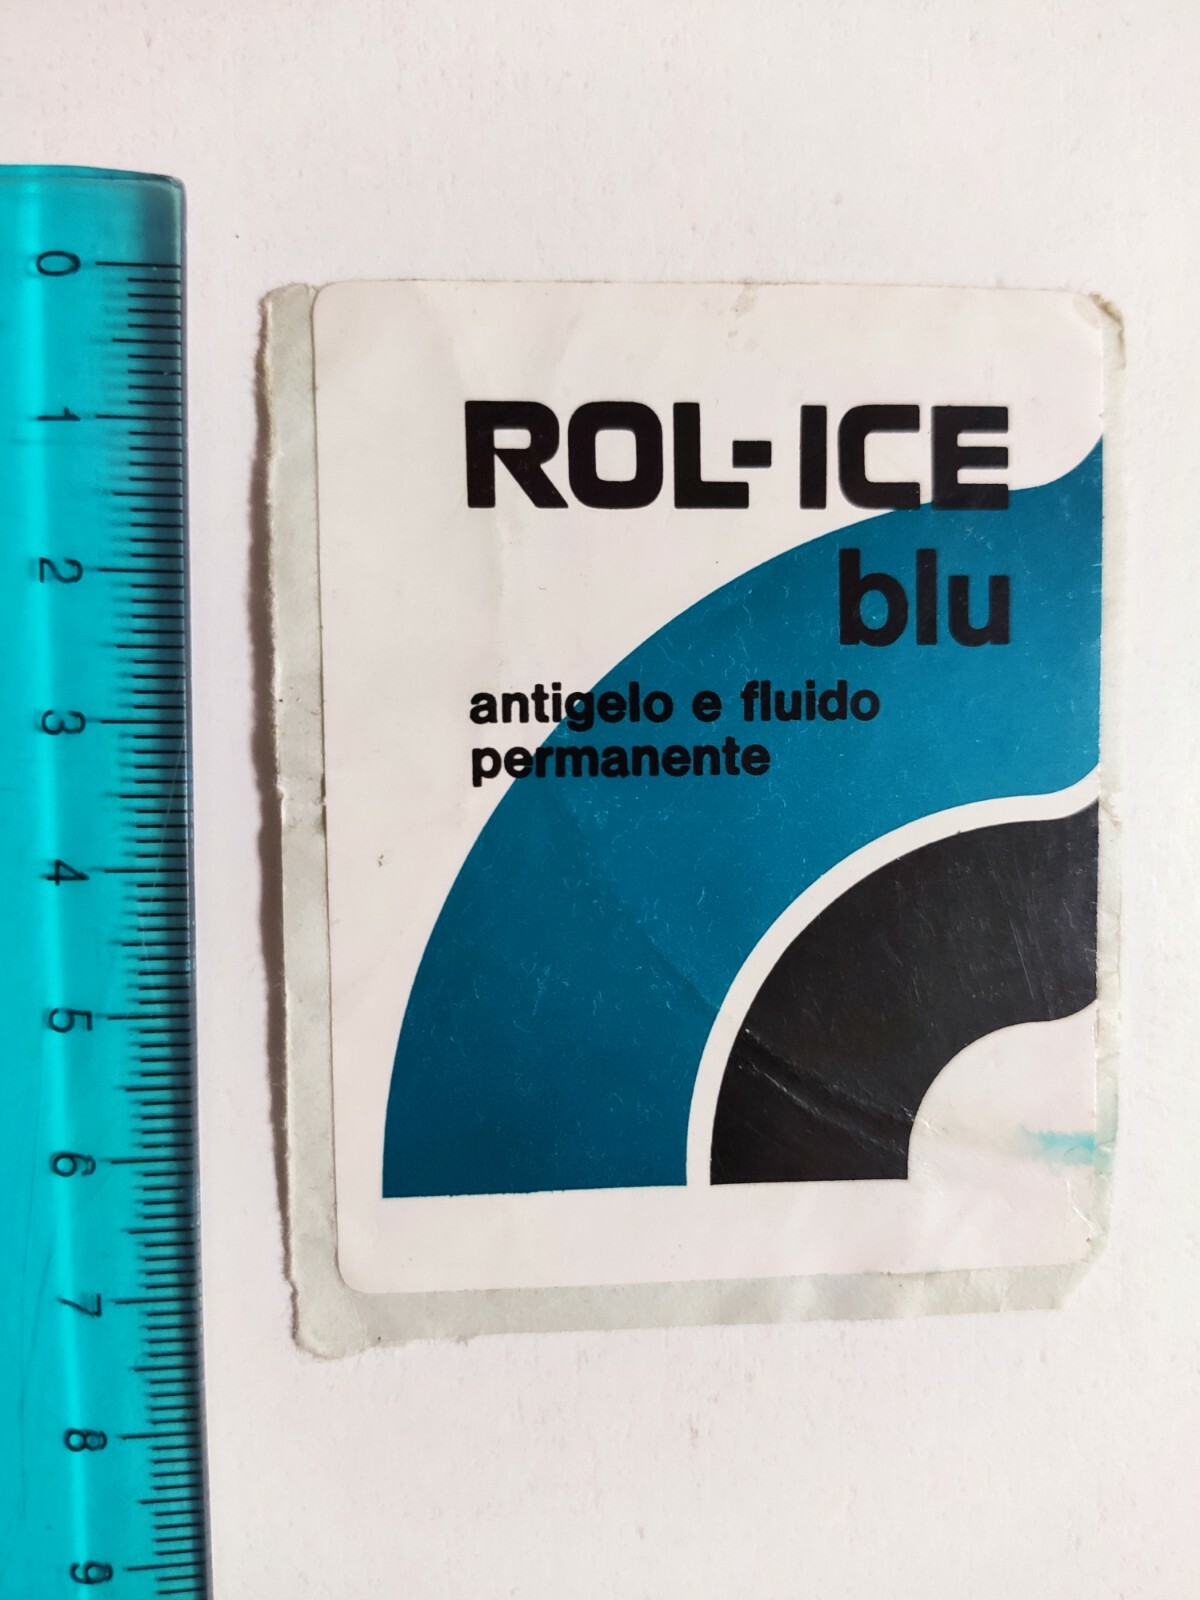 ROL-ICE
blu
antigelo e fluido
permanente
0
1
2
3
4
5
6
7
8
9